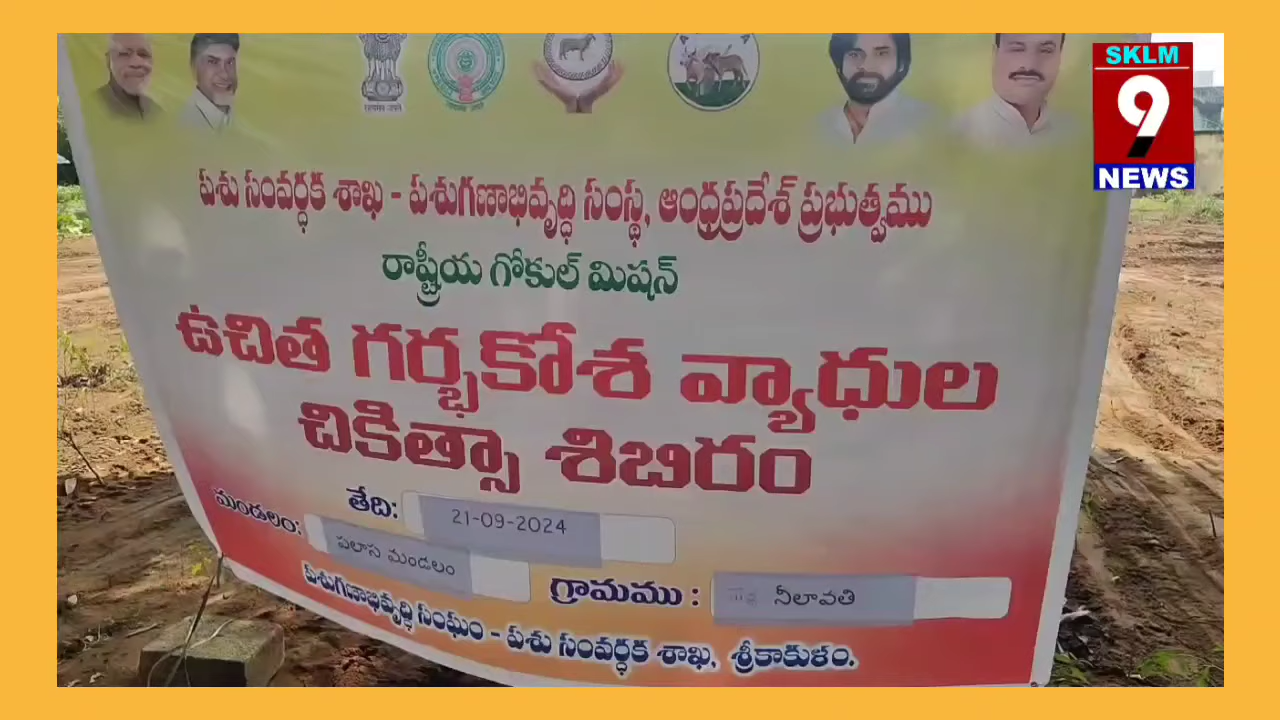 SKLM
9
NEWS
పశు సంవర్ధక శాఖ - పశుగణాభివృద్ధి సంస్థ, ఆంధ్రప్రదేశ్ ప్రభుత్వము
రాష్ట్రీయ గోకుల్ మిషన్
ఉచిత గర్భకోశ వ్యాధుల
చికిత్సా శిబిరం
తేది: 21-09-2024
మండలం: పలాస మండలం
గ్రామము : నీలావతి
పశుగణాభివృద్ధి సంఘం - పశు సంవర్ధక శాఖ, శ్రీకాకుళం.